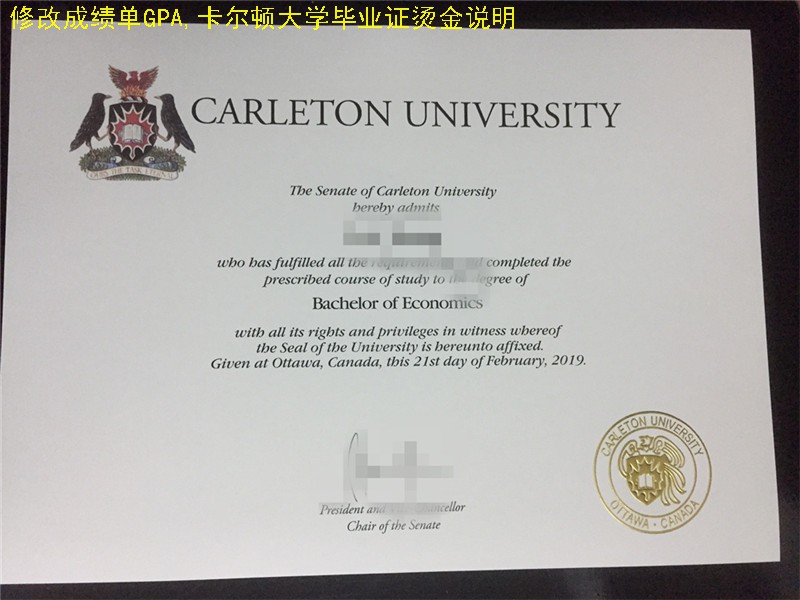 修改成绩单GPA,卡尔顿大学毕业证烫金说明
CARLETON UNIVERSITY
OURS THE TASK ETERNAL
The Senate of Carleton University
hereby admits
who has fulfilled all the completed the
prescribed course of study to degree of
Bachelor of Economics
with all its rights and privileges in witness whereof
the Seal of the University is hereunto affixed.
Given at Ottawa, Canada, this 21st day of February, 2019.
President and
Chair of the Senate
CARLETON UNIVERSITY
OTTAWA · CANADA